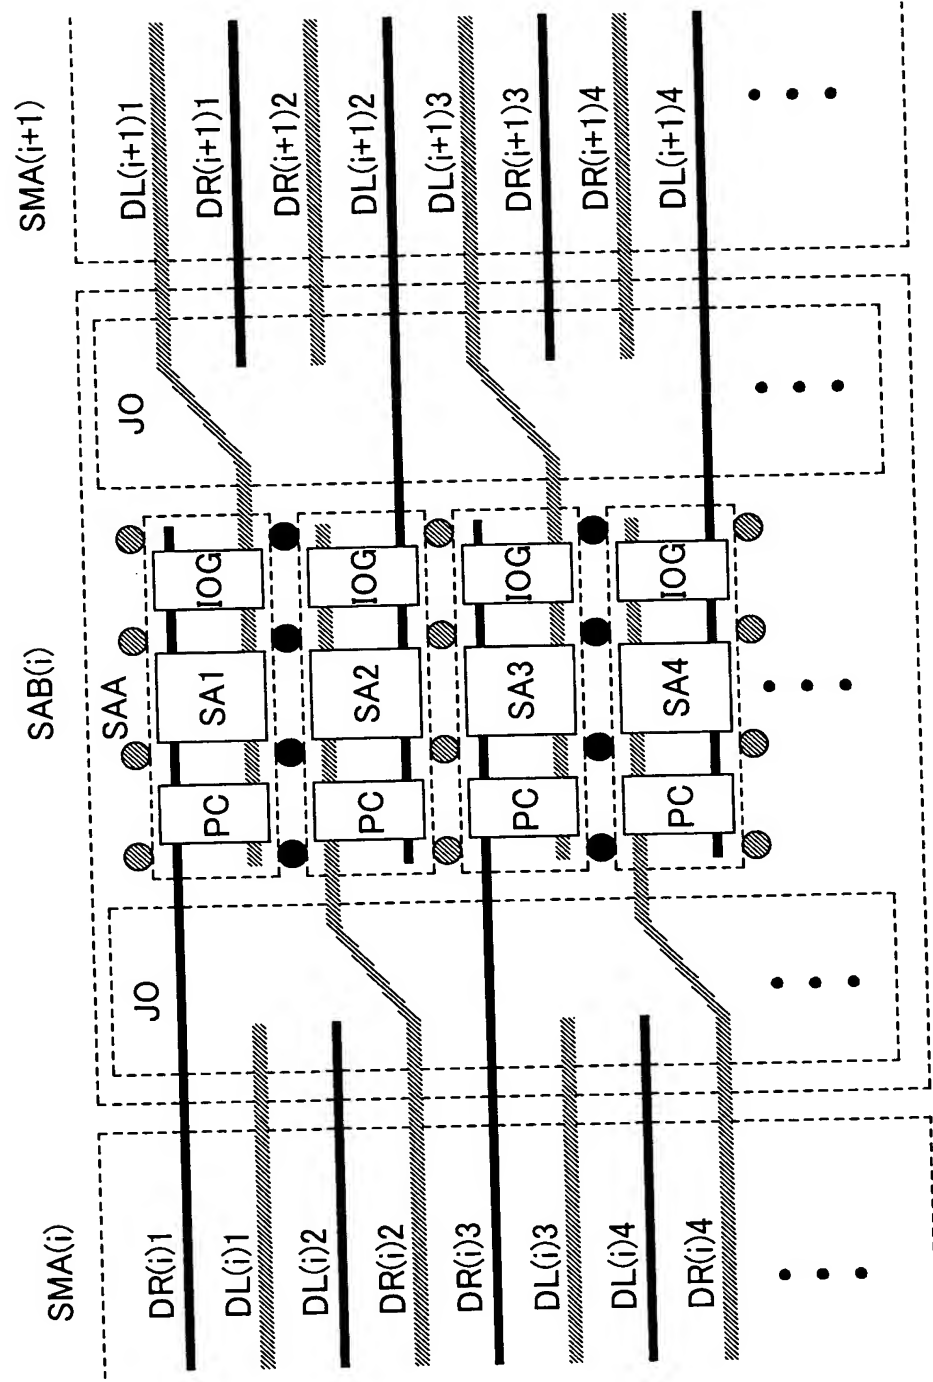 SMA(i)
SAB(i)
SMA(i+1)
JO
SAA
JO
DR(i)1
PC
SA1
IOG
DL(i+1)1
DL(i)1
DR(i+1)1
DL(i)2
PC
SA2
IOG
DR(i+1)2
DR(i)2
DL(i+1)2
DR(i)3
PC
SA3
IOG
DL(i+1)3
DL(i)3
DR(i+1)3
DL(i)4
PC
SA4
IOG
DR(i+1)4
DR(i)4
DL(i+1)4